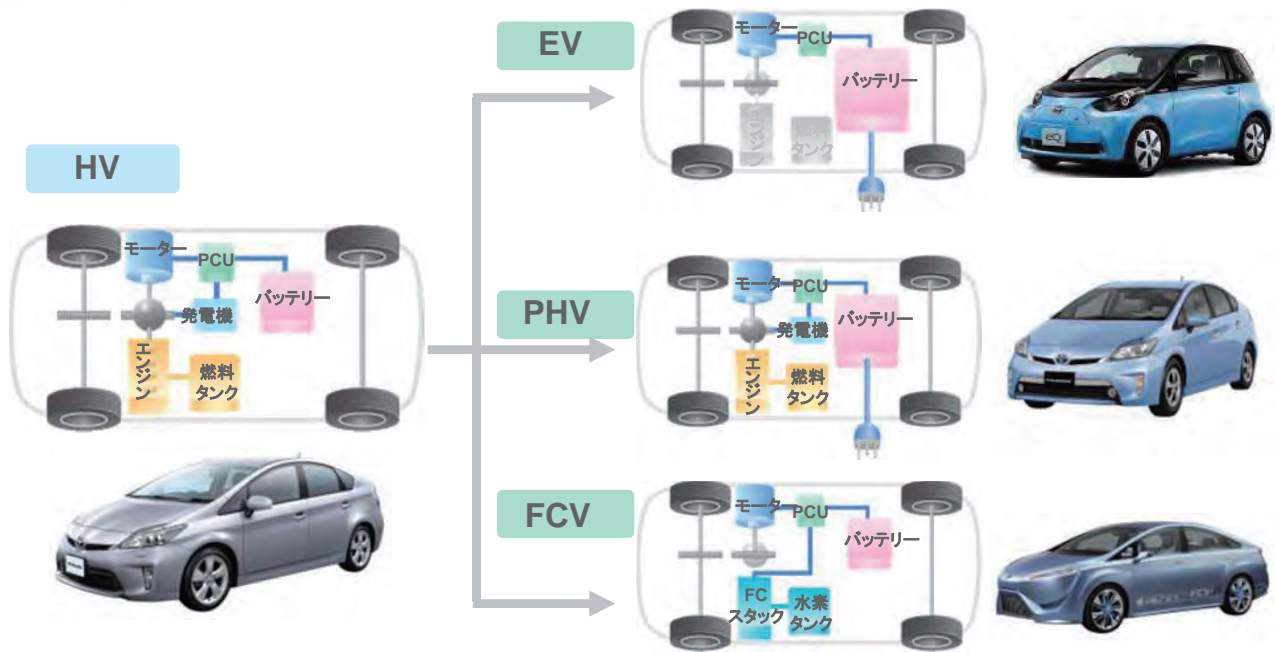 HV
モーター
PCU
バッテリー
発電機
エンジン
燃料
タンク
EV
モーター
PCU
バッテリー
エンジン
燃料
タンク
PHV
モーター
PCU
バッテリー
発電機
エンジン
燃料
タンク
FCV
モーター
PCU
バッテリー
FC
スタック
水素
タンク